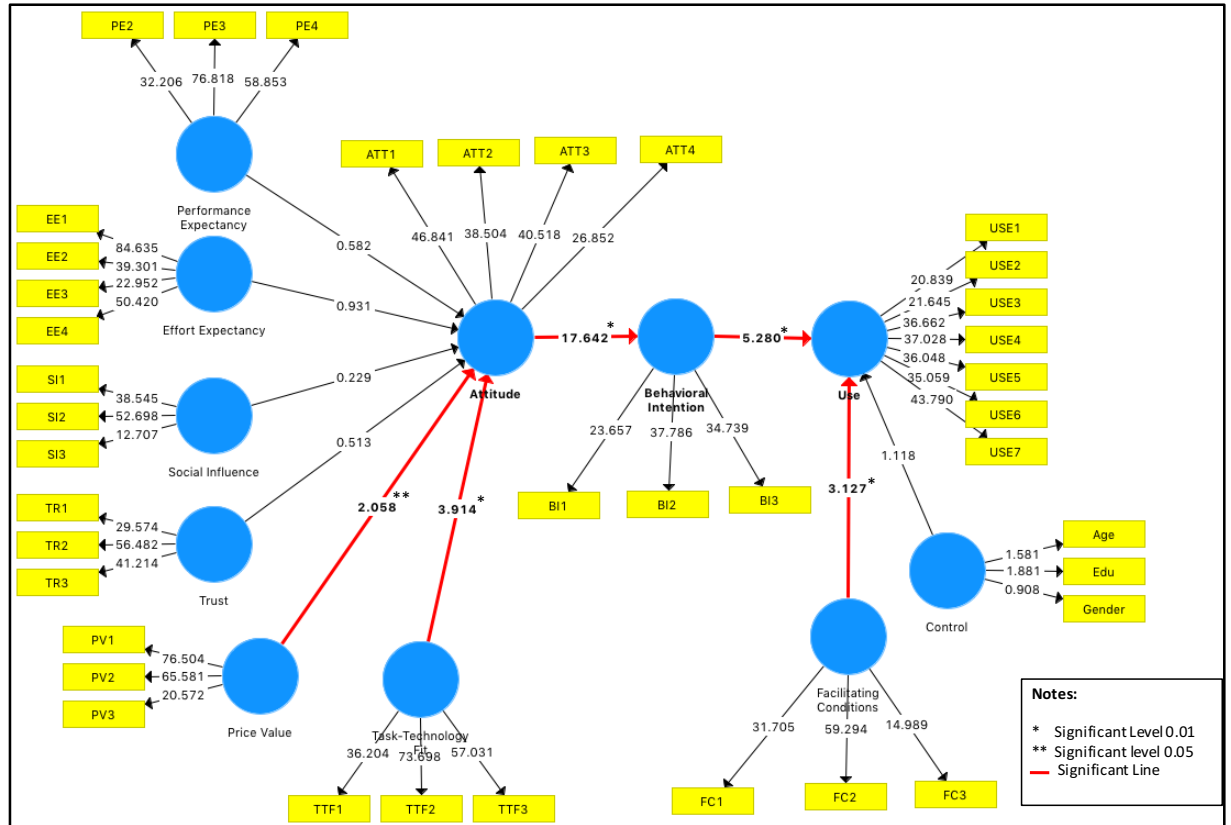 PE2
PE3
PE4
32.206
76.818
58.853
Performance
Expectancy
EE1
EE2
EE3
EE4
84.635
39.301
22.952
50.420
Effort Expectancy
SI1
SI2
SI3
38.545
52.698
12.707
Social Influence
TR1
TR2
TR3
29.574
56.482
41.214
Trust
PV1
PV2
PV3
76.504
65.581
20.572
Price Value
36.204
73.698
57.031
Task-Technology
Fit
TTF1
TTF2
TTF3
0.582
0.931
0.229
0.513
2.058**
3.914*
ATT1
ATT2
ATT3
ATT4
46.841
38.504
40.518
26.852
Attitude
17.642*
Behavioral
Intention
23.657
37.786
34.739
BI1
BI2
BI3
5.280*
Use
USE1
USE2
USE3
USE4
USE5
USE6
USE7
20.839
21.645
36.662
37.028
36.048
35.059
43.790
1.118
3.127*
Age
Edu
Gender
1.581
1.881
0.908
Control
Facilitating
Conditions
31.705
59.294
14.989
FC1
FC2
FC3
Notes:
* Significant Level 0.01
** Significant level 0.05
Significant Line